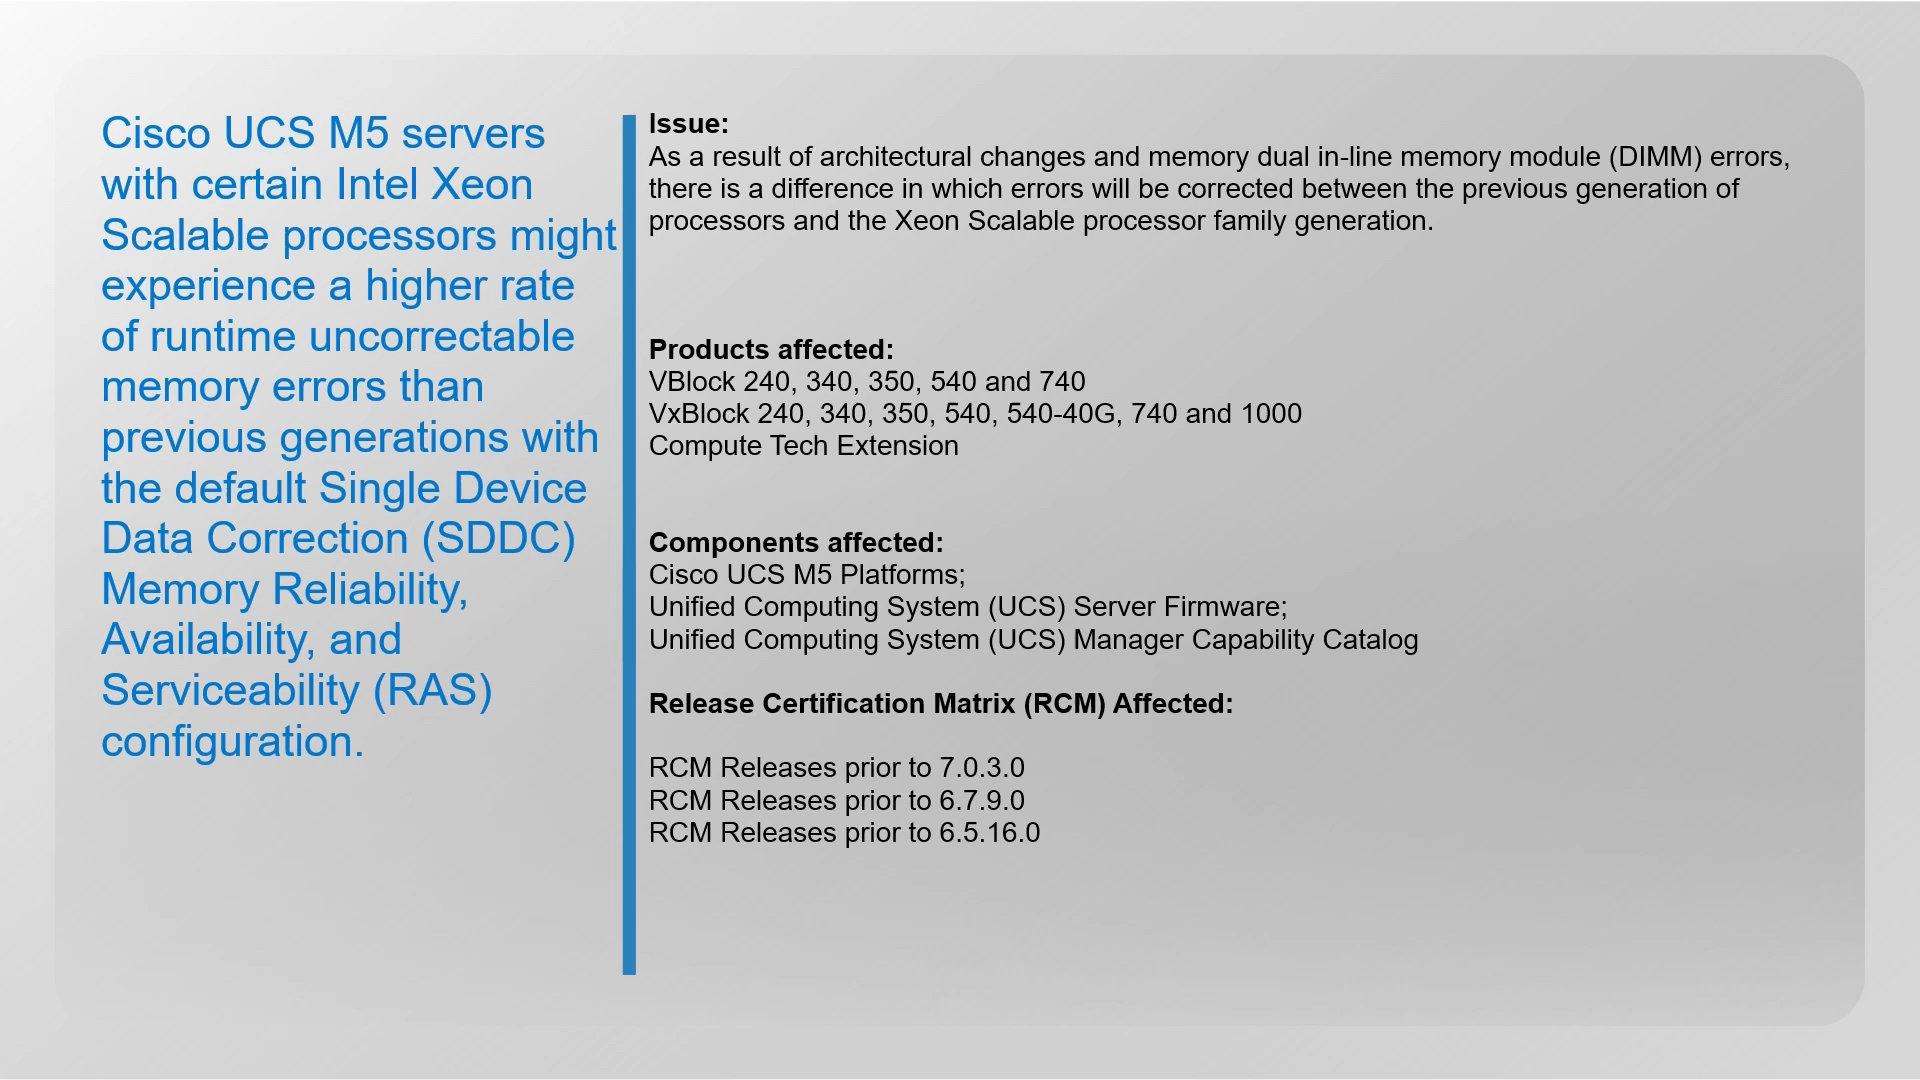 Cisco UCS M5 servers
with certain Intel Xeon
Scalable processors might
experience a higher rate
of runtime uncorrectable
memory errors than
previous generations with
the default Single Device
Data Correction (SDDC)
Memory Reliability,
Availability, and
Serviceability (RAS)
configuration.
Issue:
As a result of architectural changes and memory dual in-line memory module (DIMM) errors,
there is a difference in which errors will be corrected between the previous generation of
processors and the Xeon Scalable processor family generation.
Products affected:
VBlock 240, 340, 350, 540 and 740
VxBlock 240, 340, 350, 540, 540-40G, 740 and 1000
Compute Tech Extension
Components affected:
Cisco UCS M5 Platforms;
Unified Computing System (UCS) Server Firmware;
Unified Computing System (UCS) Manager Capability Catalog
Release Certification Matrix (RCM) Affected:
RCM Releases prior to 7.0.3.0
RCM Releases prior to 6.7.9.0
RCM Releases prior to 6.5.16.0